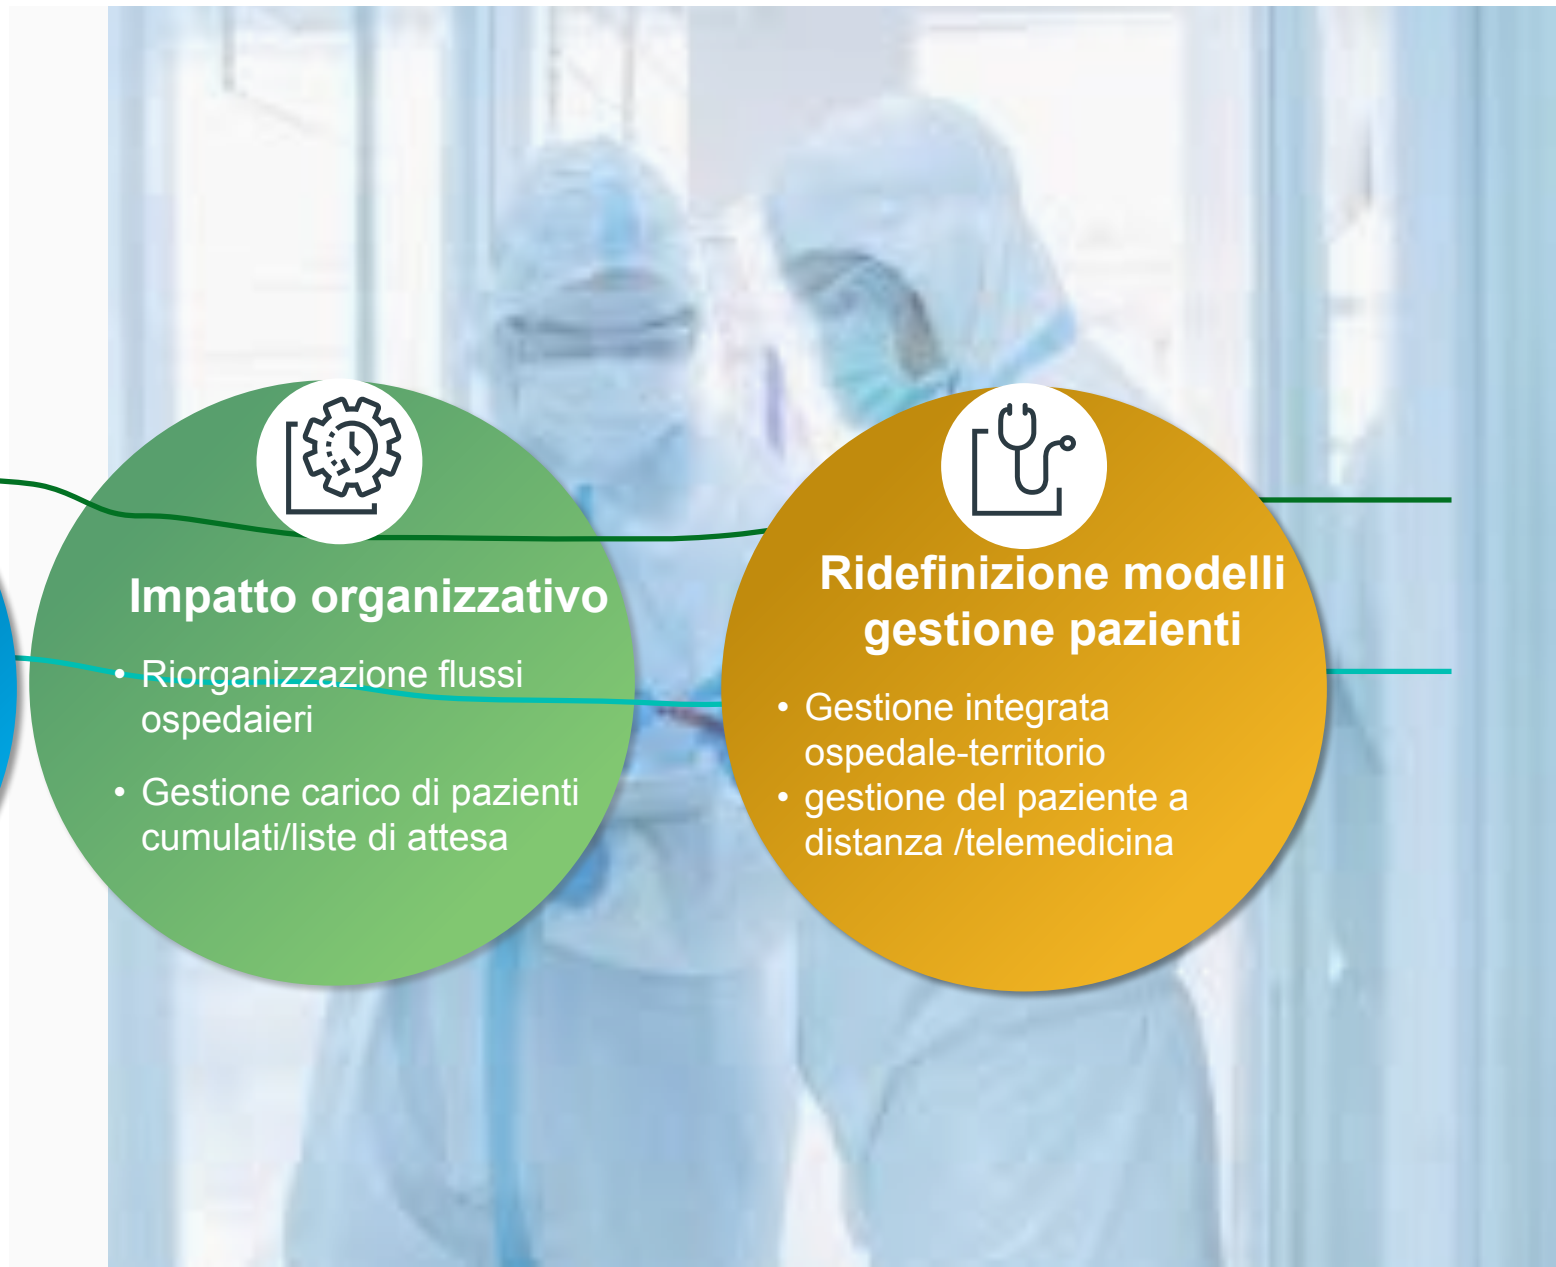 Impatto organizzativo
• Riorganizzazione flussi
ospedaieri
• Gestione carico di pazienti
cumulati/liste di attesa
Ridefinizione modelli
gestione pazienti
• Gestione integrata
ospedale-territorio
• gestione del paziente a
distanza /telemedicina